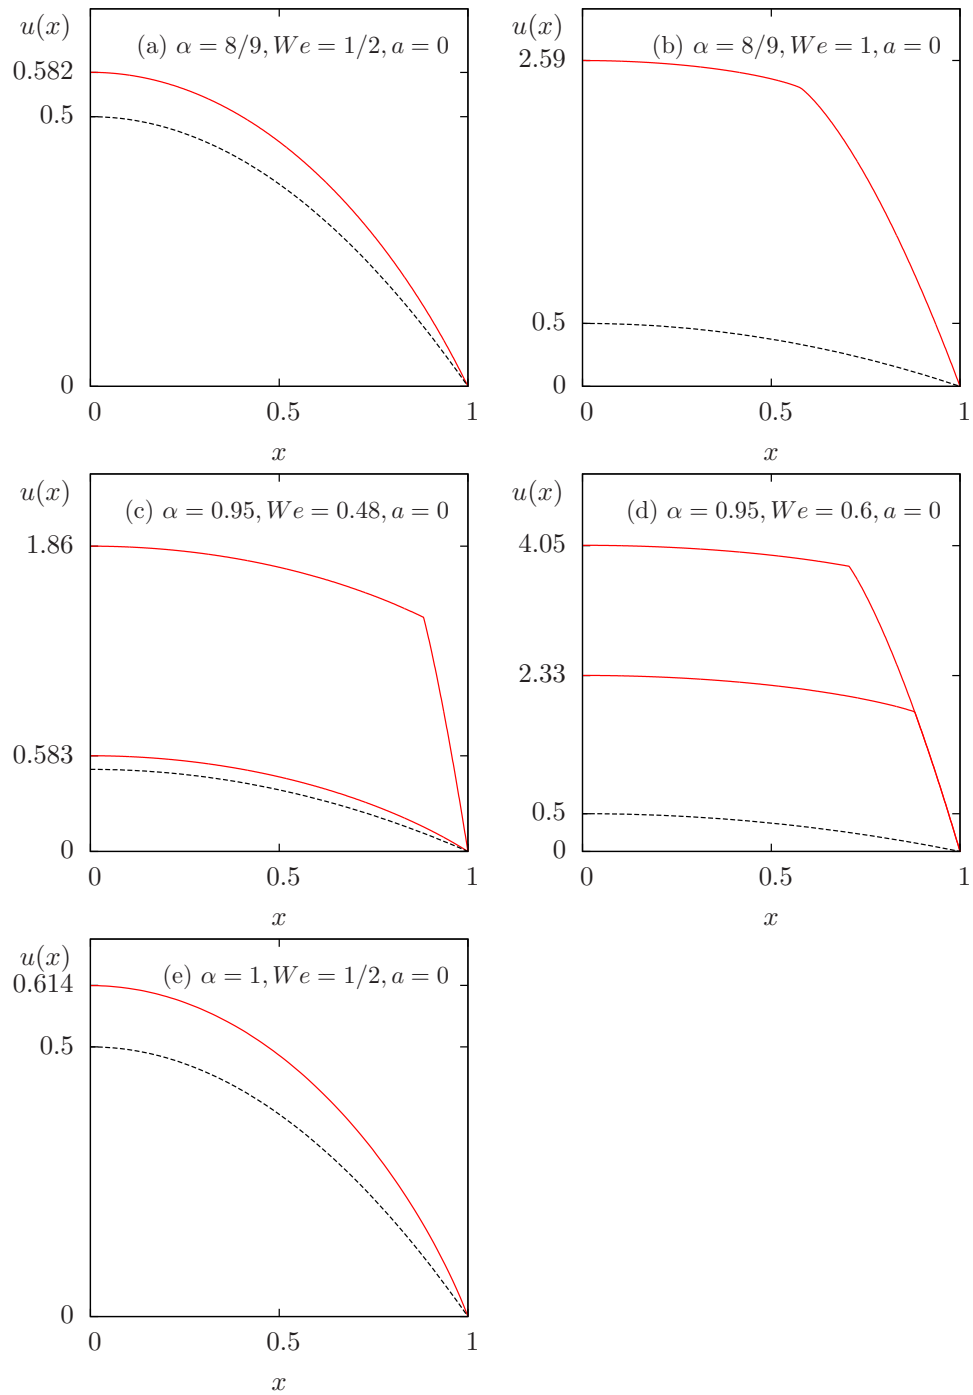 u(x)
(a) α = 8/9, We = 1/2, a = 0
0.582
0.5
0
0 0.5 1
x
u(x)
(b) α = 8/9, We = 1, a = 0
2.59
0.5
0
0 0.5 1
x
u(x)
(c) α = 0.95, We = 0.48, a = 0
1.86
0.583
0
0 0.5 1
x
u(x)
(d) α = 0.95, We = 0.6, a = 0
4.05
2.33
0.5
0
0 0.5 1
x
u(x)
(e) α = 1, We = 1/2, a = 0
0.614
0.5
0
0 0.5 1
x